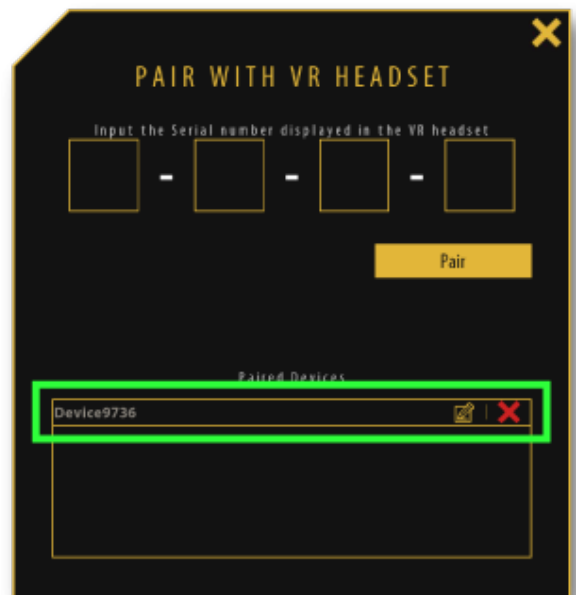 PAIR WITH VR HEADSET
Input the Serial number displayed in the VR headset
- - -
Pair
Paired Devices
Device9736